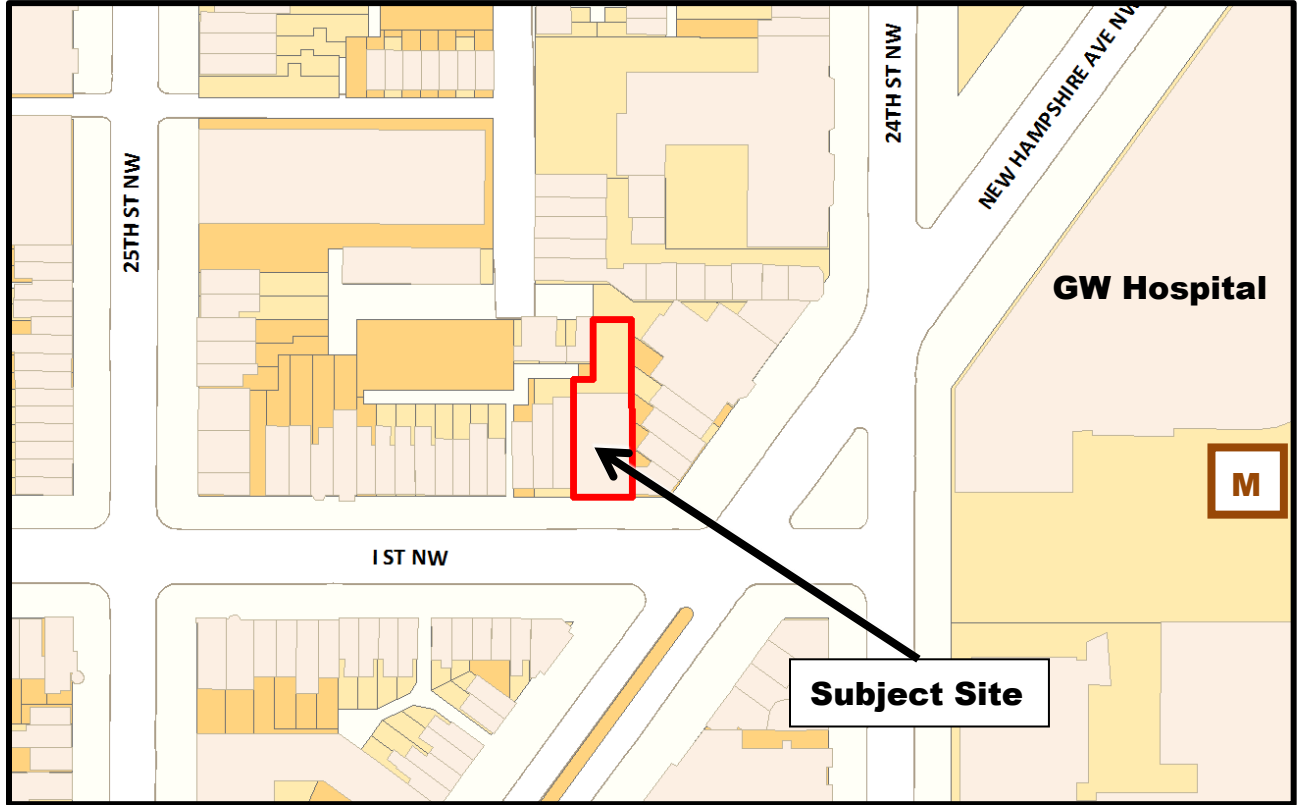 24TH ST NW
NEW HAMPSHIRE AVE NW
25TH ST NW
GW Hospital
M
I ST NW
Subject Site